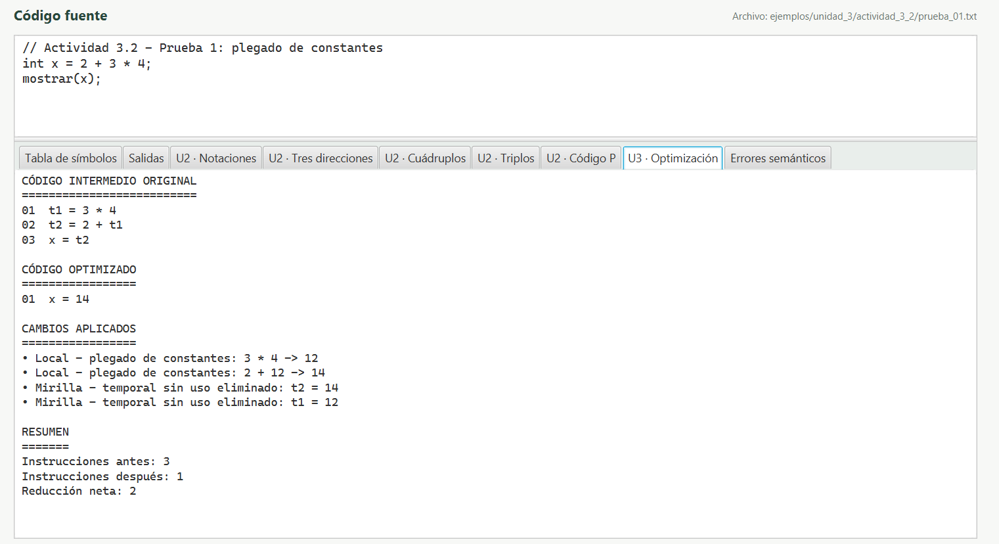 Código fuente
Archivo: ejemplos/unidad_3/actividad_3_2/prueba_01.txt
// Actividad 3.2 - Prueba 1: plegado de constantes
int x = 2 + 3 * 4;
mostrar(x);
Tabla de símbolos Salidas U2 · Notaciones U2 · Tres direcciones U2 · Cuádruplos U2 · Triplos U2 · Código P U3 · Optimización Errores semánticos
CÓDIGO INTERMEDIO ORIGINAL
==========================
01  t1 = 3 * 4
02  t2 = 2 + t1
03  x = t2
CÓDIGO OPTIMIZADO
=================
01  x = 14
CAMBIOS APLICADOS
=================
• Local - plegado de constantes: 3 * 4 -> 12
• Local - plegado de constantes: 2 + 12 -> 14
• Mirilla - temporal sin uso eliminado: t2 = 14
• Mirilla - temporal sin uso eliminado: t1 = 12
RESUMEN
=======
Instrucciones antes: 3
Instrucciones después: 1
Reducción neta: 2